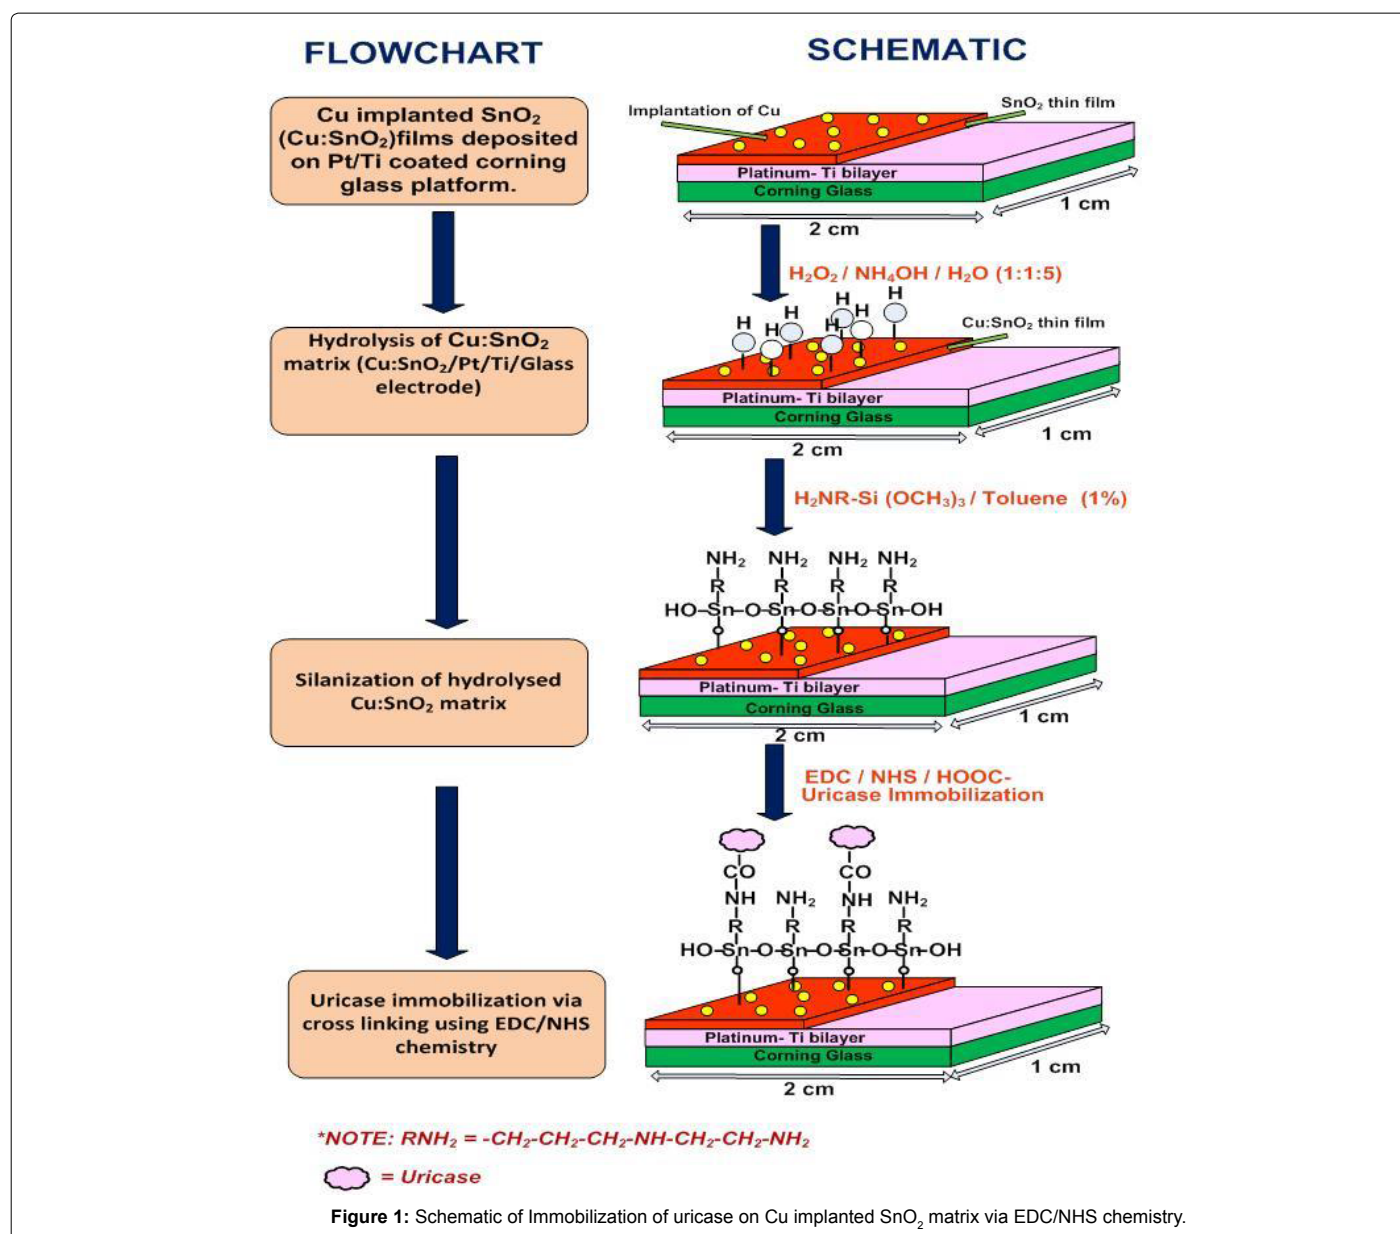 FLOWCHART
SCHEMATIC
Cu implanted SnO₂
(Cu:SnO₂)films deposited
on Pt/Ti coated corning
glass platform.
Implantation of Cu
SnO₂ thin film
Platinum- Ti bilayer
Corning Glass
1 cm
2 cm
H₂O₂ / NH₄OH / H₂O (1:1:5)
Hydrolysis of Cu:SnO₂
matrix (Cu:SnO₂/Pt/Ti/Glass
electrode)
H H H H H H H
Cu:SnO₂ thin film
Platinum- Ti bilayer
Corning Glass
1 cm
2 cm
H₂NR-Si (OCH₃)₃ / Toluene (1%)
Silanization of hydrolysed
Cu:SnO₂ matrix
NH₂ NH₂ NH₂ NH₂
R R R R
HO–Sn–O–Sn–O–Sn–O–Sn–OH
Platinum- Ti bilayer
Corning Glass
1 cm
2 cm
EDC / NHS / HOOC-
Uricase Immobilization
Uricase immobilization via
cross linking using EDC/NHS
chemistry
CO CO
NH NH₂ NH NH₂
R R R R
HO–Sn–O–Sn–O–Sn–O–Sn–OH
Platinum- Ti bilayer
Corning Glass
1 cm
2 cm
*NOTE: RNH₂ = -CH₂-CH₂-CH₂-NH-CH₂-CH₂-NH₂
= Uricase
Figure 1: Schematic of Immobilization of uricase on Cu implanted SnO₂ matrix via EDC/NHS chemistry.